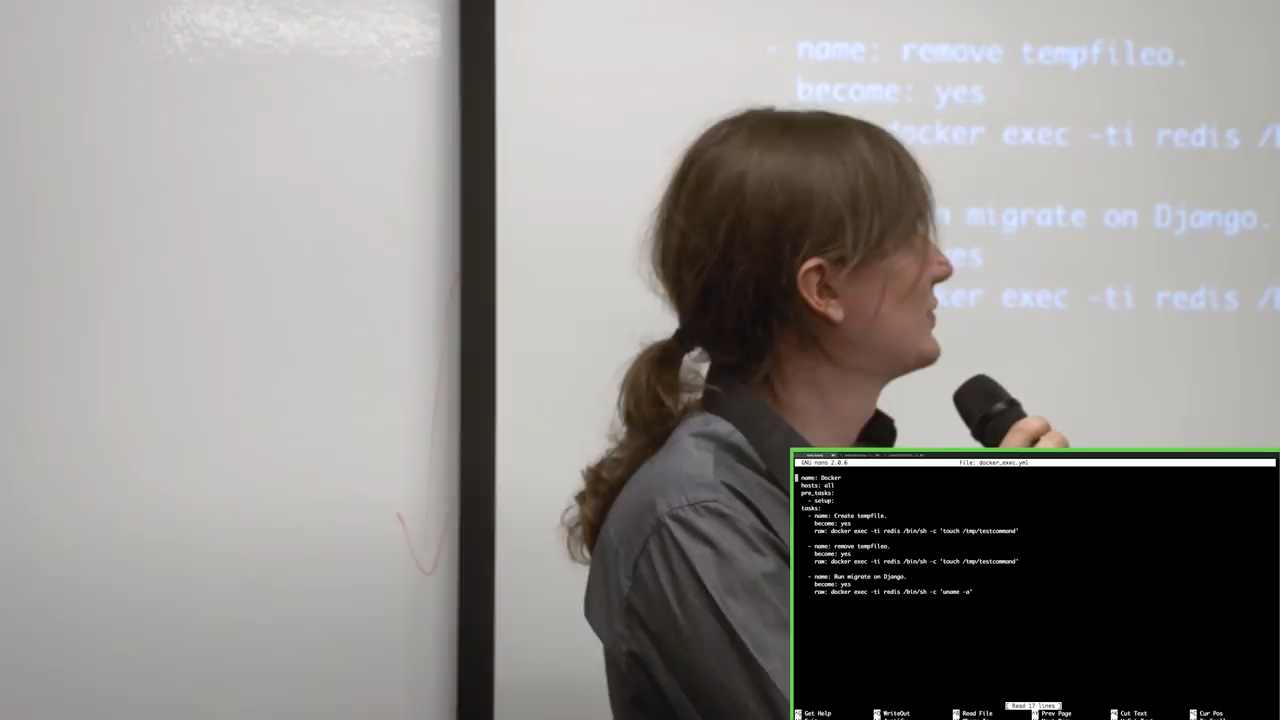 - name: remove tempfileo.
become: yes
docker exec -ti redis /
migrate on Django.
exec -ti redis /
GNU nano 2.0.6 File: docker_exec.yml
name: Docker
hosts: all
pre_tasks:
- setup:
tasks:
- name: Create tempfile.
become: yes
raw: docker exec -ti redis /bin/sh -c 'touch /tmp/testcommand'
- name: remove tempfileo.
become: yes
raw: docker exec -ti redis /bin/sh -c 'touch /tmp/testcommand'
- name: Run migrate on Django.
become: yes
raw: docker exec -ti redis /bin/sh -c 'uname -a'
[ Read 17 lines ]
^G Get Help ^O WriteOut ^R Read File ^Y Prev Page ^K Cut Text ^C Cur Pos